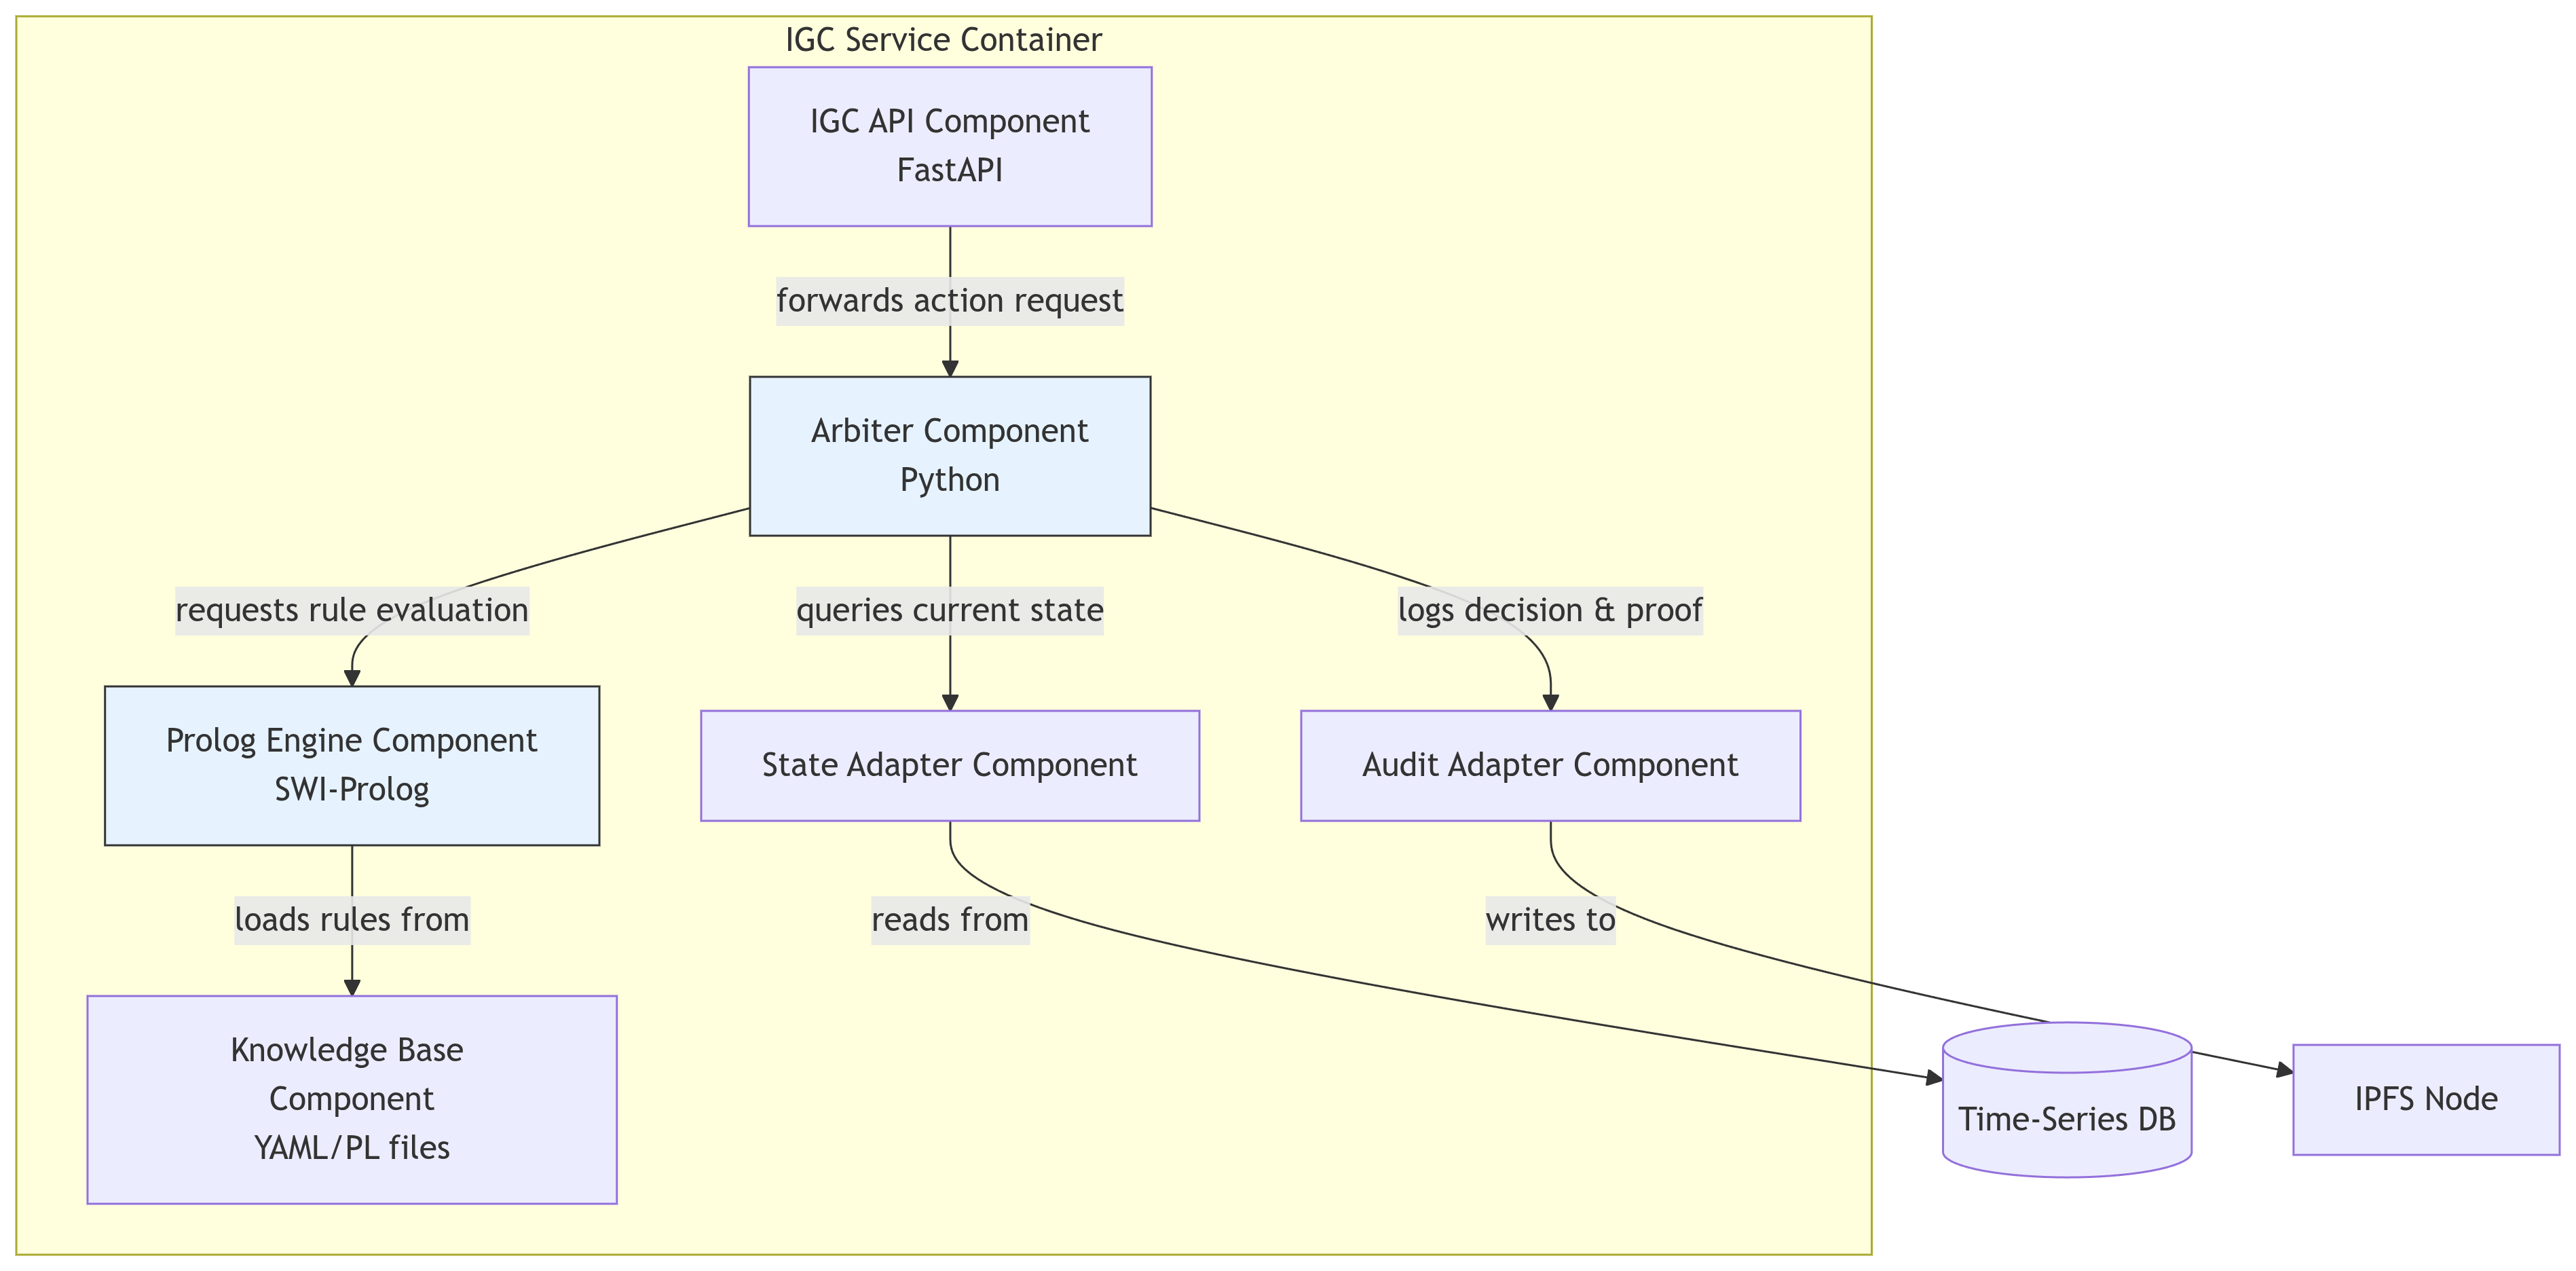 IGC Service Container
IGC API Component
FastAPI
forwards action request
Arbiter Component
Python
requests rule evaluation
queries current state
logs decision & proof
Prolog Engine Component
SWI-Prolog
State Adapter Component
Audit Adapter Component
loads rules from
reads from
writes to
Knowledge Base
Component
YAML/PL files
Time-Series DB
IPFS Node